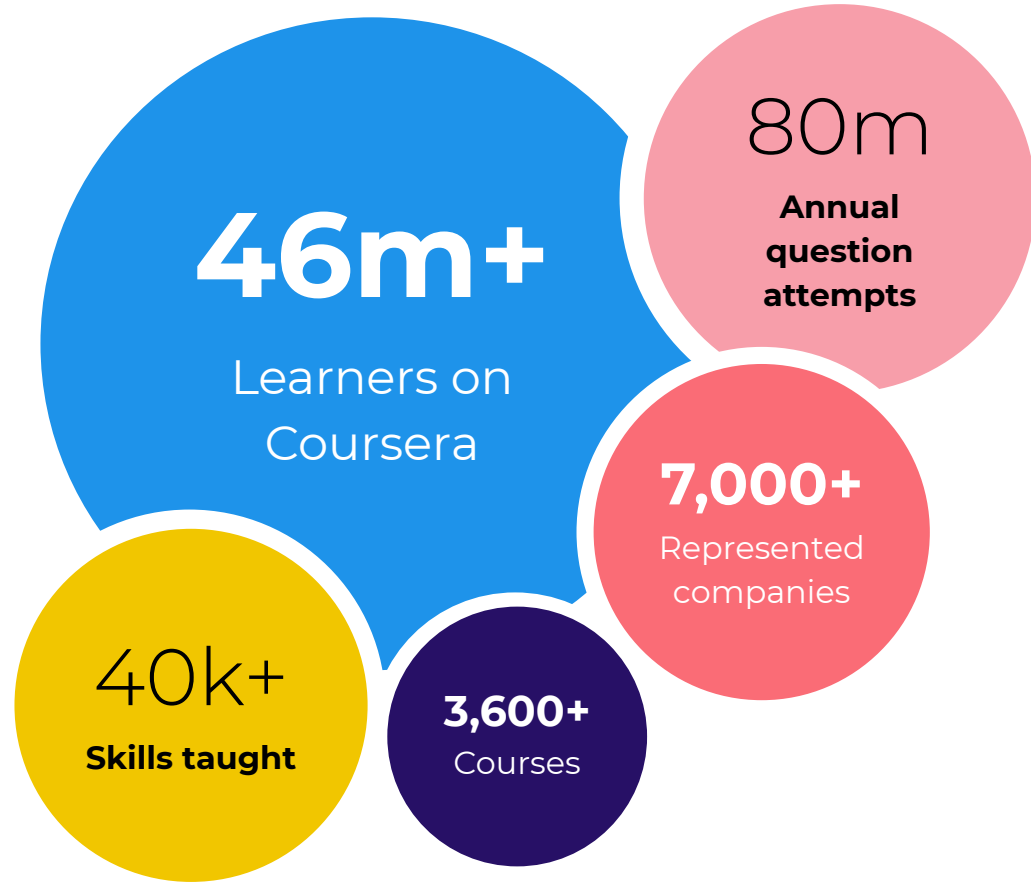 46m+
Learners on
Coursera
80m
Annual
question
attempts
7,000+
Represented
companies
40k+
Skills taught
3,600+
Courses